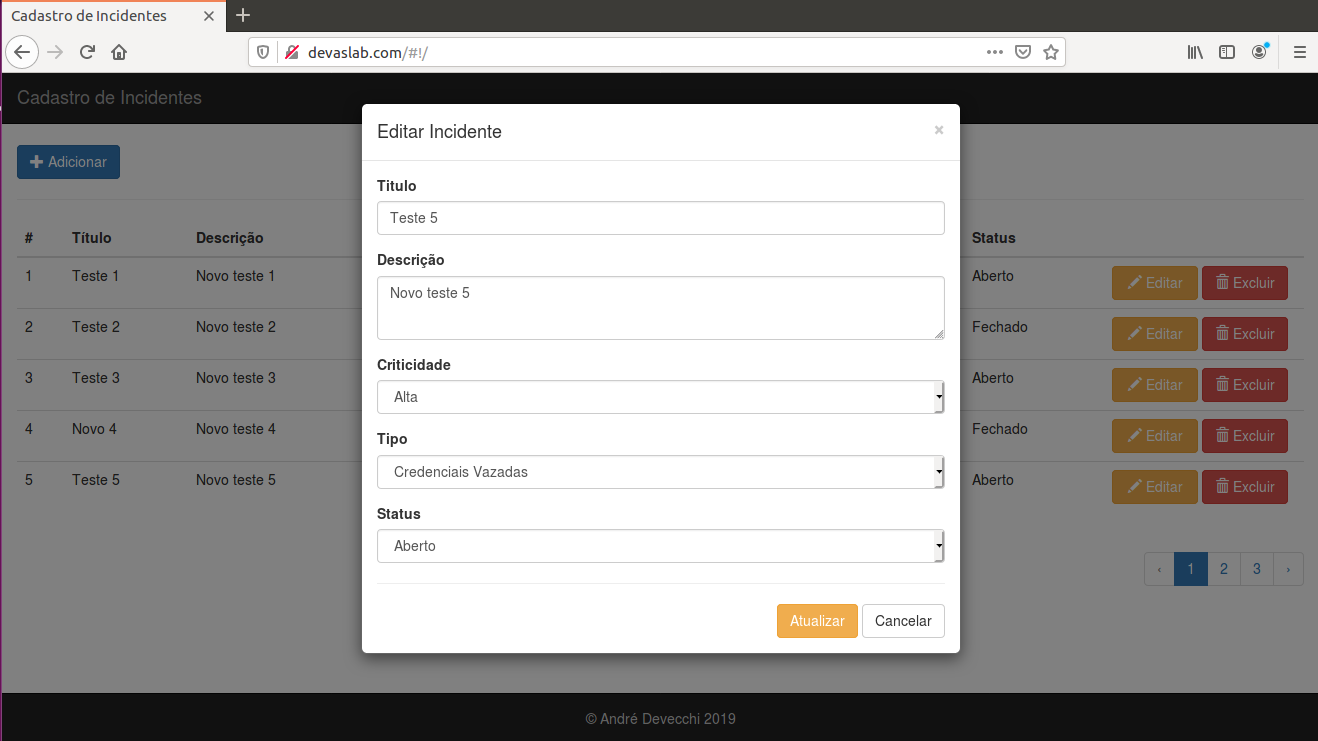 Cadastro de Incidentes
devaslab.com/#!/
Cadastro de Incidentes
Adicionar
# Título Descrição Status
1 Teste 1 Novo teste 1 Aberto Editar Excluir
2 Teste 2 Novo teste 2 Fechado Editar Excluir
3 Teste 3 Novo teste 3 Aberto Editar Excluir
4 Novo 4 Novo teste 4 Fechado Editar Excluir
5 Teste 5 Novo teste 5 Aberto Editar Excluir
‹ 1 2 3 ›
Editar Incidente ×
Titulo
Teste 5
Descrição
Novo teste 5
Criticidade
Alta
Tipo
Credenciais Vazadas
Status
Aberto
Atualizar Cancelar
© André Devecchi 2019